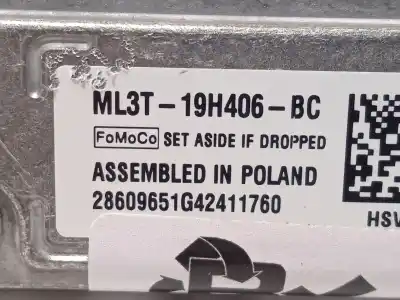 ML3T-19H406-BC
FoMoCo SET ASIDE IF DROPPED
ASSEMBLED IN POLAND
28609651G42411760
HSV